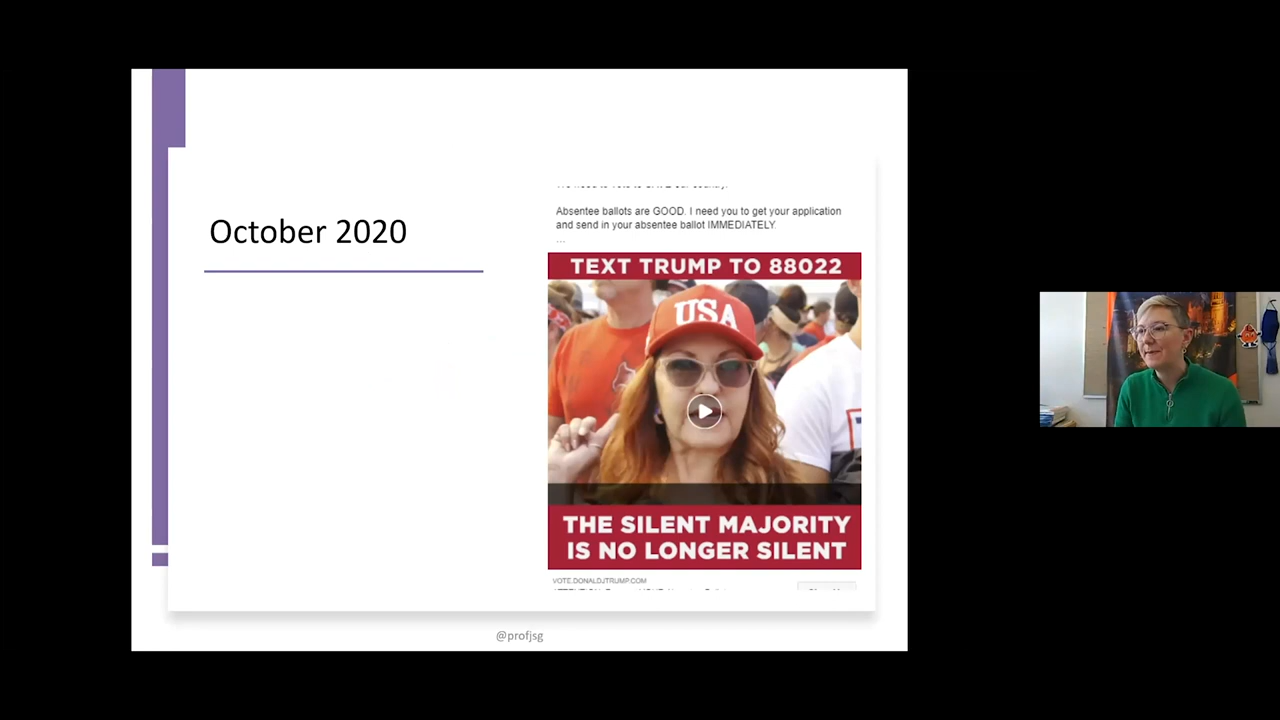 October 2020
Absentee ballots are GOOD. I need you to get your application
and send in your absentee ballot IMMEDIATELY.
...
TEXT TRUMP TO 88022
USA
THE SILENT MAJORITY
IS NO LONGER SILENT
VOTE.DONALDJTRUMP.COM
@profjsg